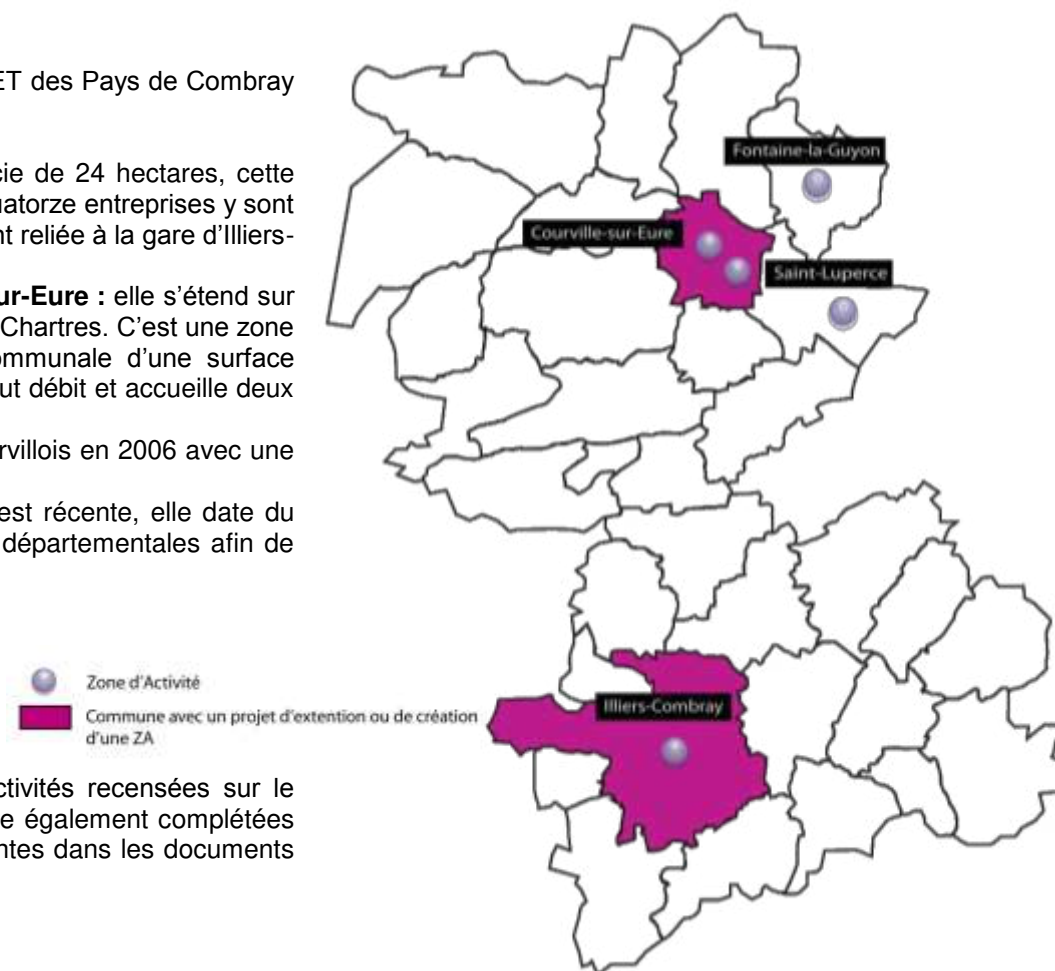 ET des Pays de Combray
cie de 24 hectares, cette
uatorze entreprises y sont
nt reliée à la gare d'Illiers-
ur-Eure : elle s'étend sur
Chartres. C'est une zone
ommunale d'une surface
ut débit et accueille deux
rvillois en 2006 avec une
est récente, elle date du
départementales afin de
Zone d'Activité
Commune avec un projet d'extention ou de création
d'une ZA
ctivités recensées sur le
e également complétées
ntes dans les documents
Fontaine-la-Guyon
Courville-sur-Eure
Saint-Luperce
Illiers-Combray